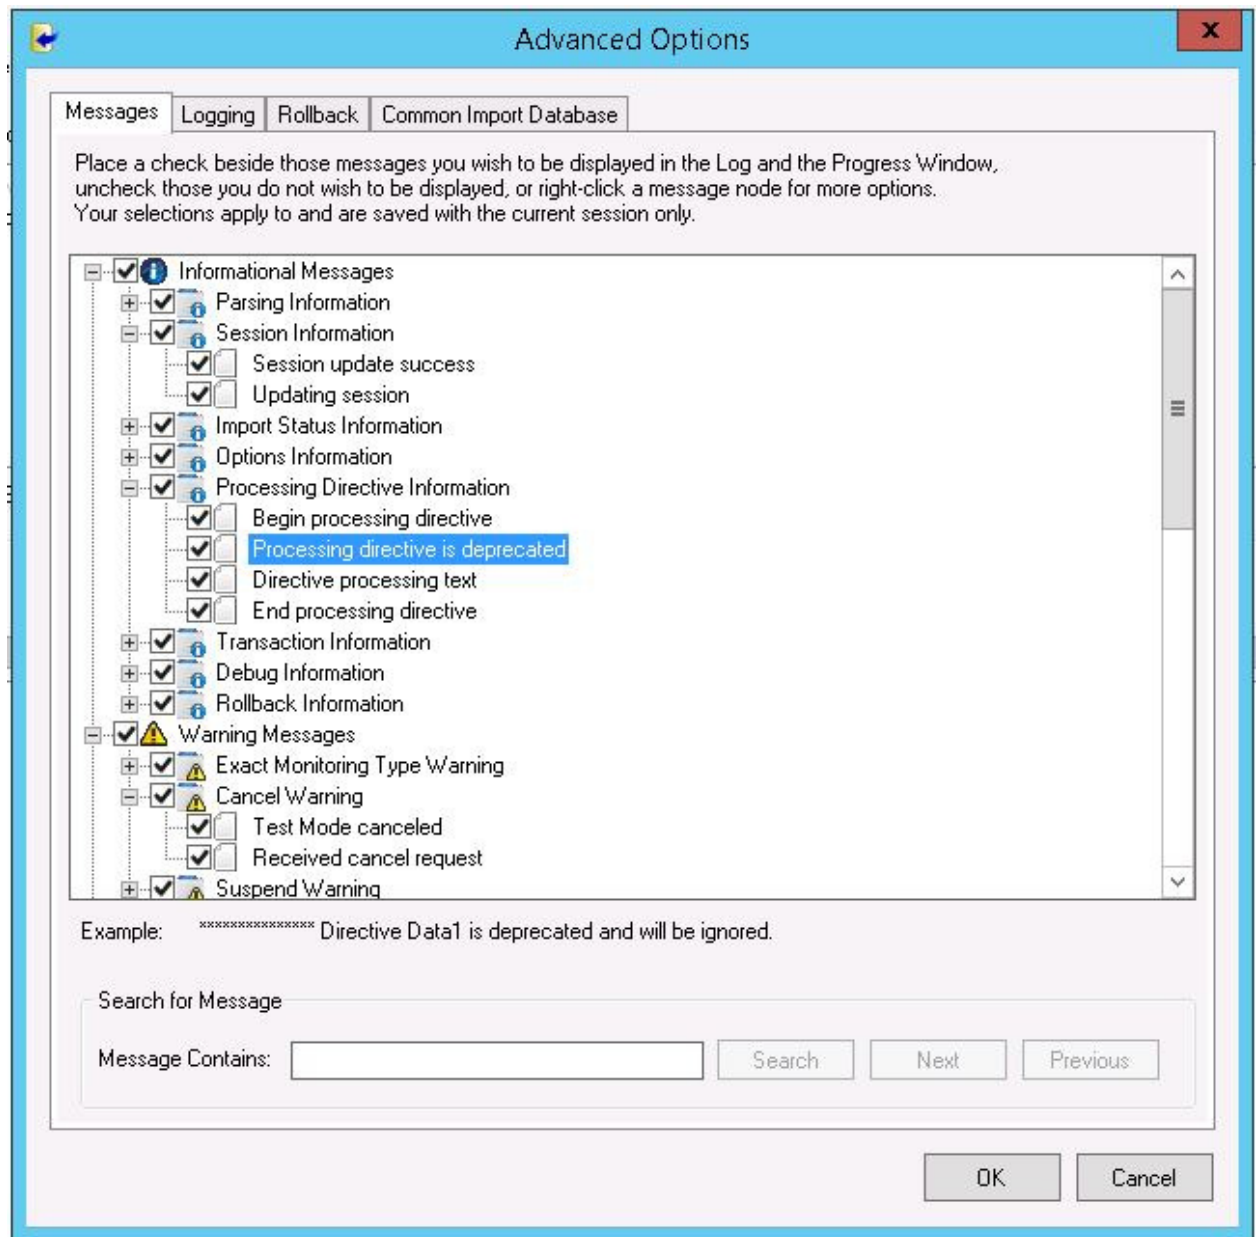 Advanced Options
x
Messages
Logging
Rollback
Common Import Database
Place a check beside those messages you wish to be displayed in the Log and the Progress Window,
uncheck those you do not wish to be displayed, or right-click a message node for more options.
Your selections apply to and are saved with the current session only.
Informational Messages
Parsing Information
Session Information
Session update success
Updating session
Import Status Information
Options Information
Processing Directive Information
Begin processing directive
Processing directive is deprecated
Directive processing text
End processing directive
Transaction Information
Debug Information
Rollback Information
Warning Messages
Exact Monitoring Type Warning
Cancel Warning
Test Mode canceled
Received cancel request
Suspend Warning
Example: *************** Directive Data1 is deprecated and will be ignored.
Search for Message
Message Contains:
Search
Next
Previous
OK
Cancel